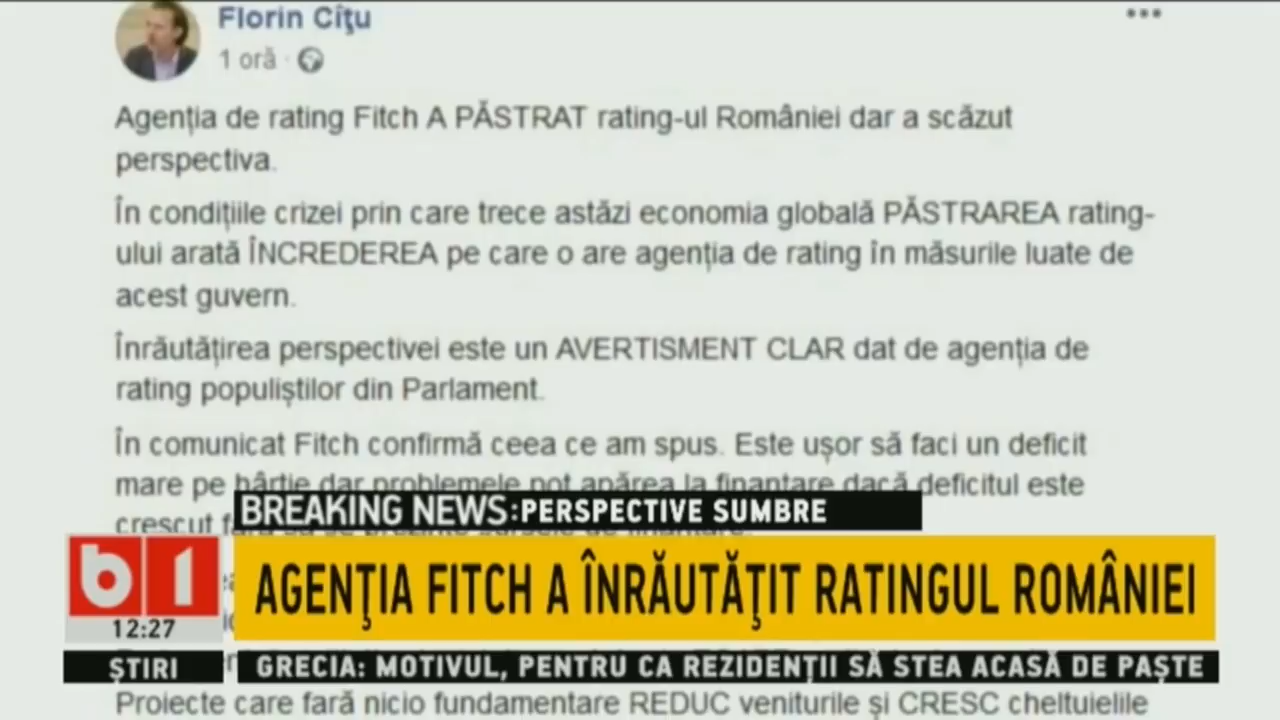 Florin Cîțu
1 oră
Agenția de rating Fitch A PĂSTRAT rating-ul României dar a scăzut
perspectiva.
În condițiile crizei prin care trece astăzi economia globală PĂSTRAREA rating-
ului arată ÎNCREDEREA pe care o are agenția de rating în măsurile luate de
acest guvern.
Înrăutățirea perspectivei este un AVERTISMENT CLAR dat de agenția de
rating populiștilor din Parlament.
În comunicat Fitch confirmă ceea ce am spus. Este ușor să faci un deficit
mare pe hârtie dar problemele pot apărea la finanțare dacă deficitul este
crescut
BREAKING NEWS: PERSPECTIVE SUMBRE
b1
AGENŢIA FITCH A ÎNRĂUTĂŢIT RATINGUL ROMÂNIEI
12:27
ŞTIRI
GRECIA: MOTIVUL, PENTRU CA REZIDENŢII SĂ STEA ACASĂ DE PAŞTE
Proiecte care fară nicio fundamentare REDUC veniturile și CRESC cheltuielile